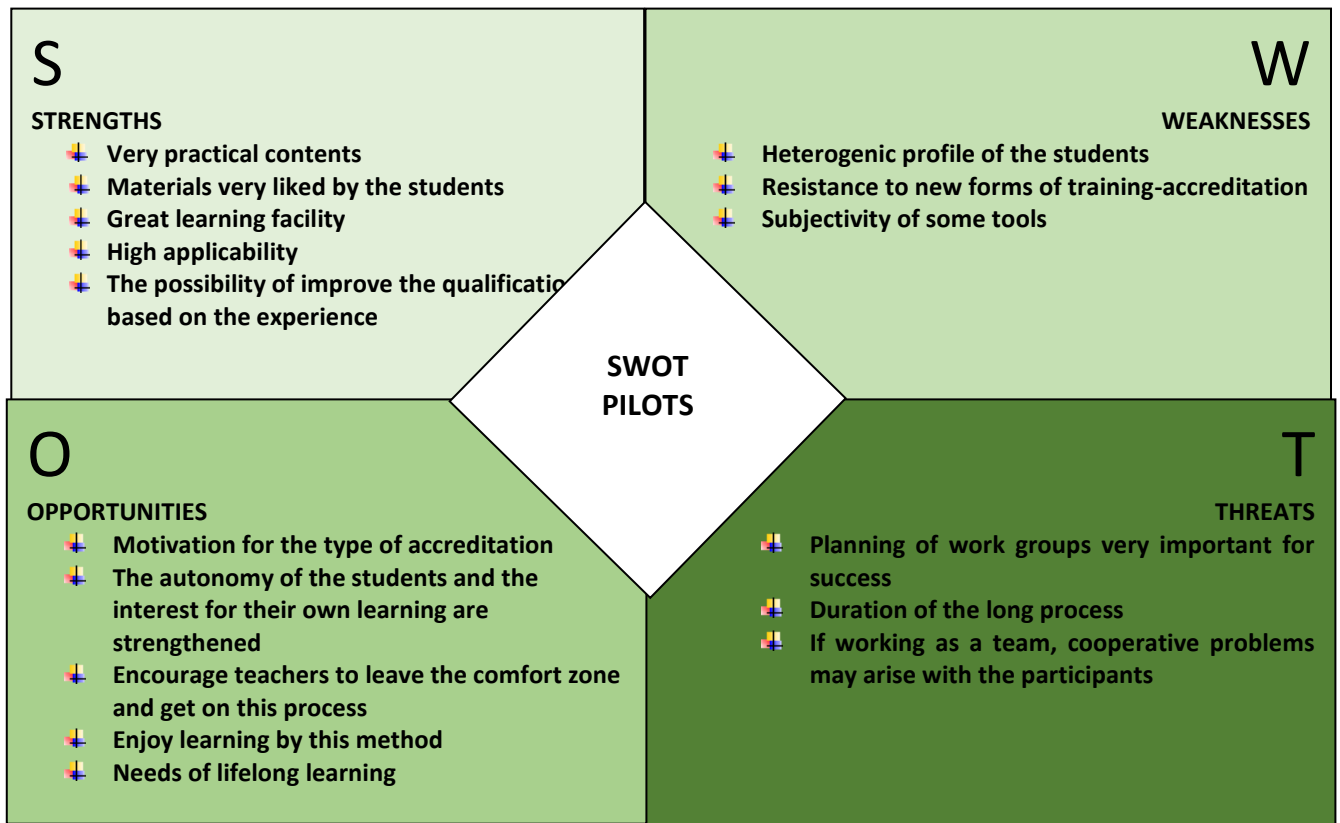 S
STRENGTHS
Very practical contents
Materials very liked by the students
Great learning facility
High applicability
The possibility of improve the qualificatio
based on the experience
W
WEAKNESSES
Heterogenic profile of the students
Resistance to new forms of training-accreditation
Subjectivity of some tools
SWOT
PILOTS
O
OPPORTUNITIES
Motivation for the type of accreditation
The autonomy of the students and the
interest for their own learning are
strengthened
Encourage teachers to leave the comfort zone
and get on this process
Enjoy learning by this method
Needs of lifelong learning
T
THREATS
Planning of work groups very important for
success
Duration of the long process
If working as a team, cooperative problems
may arise with the participants